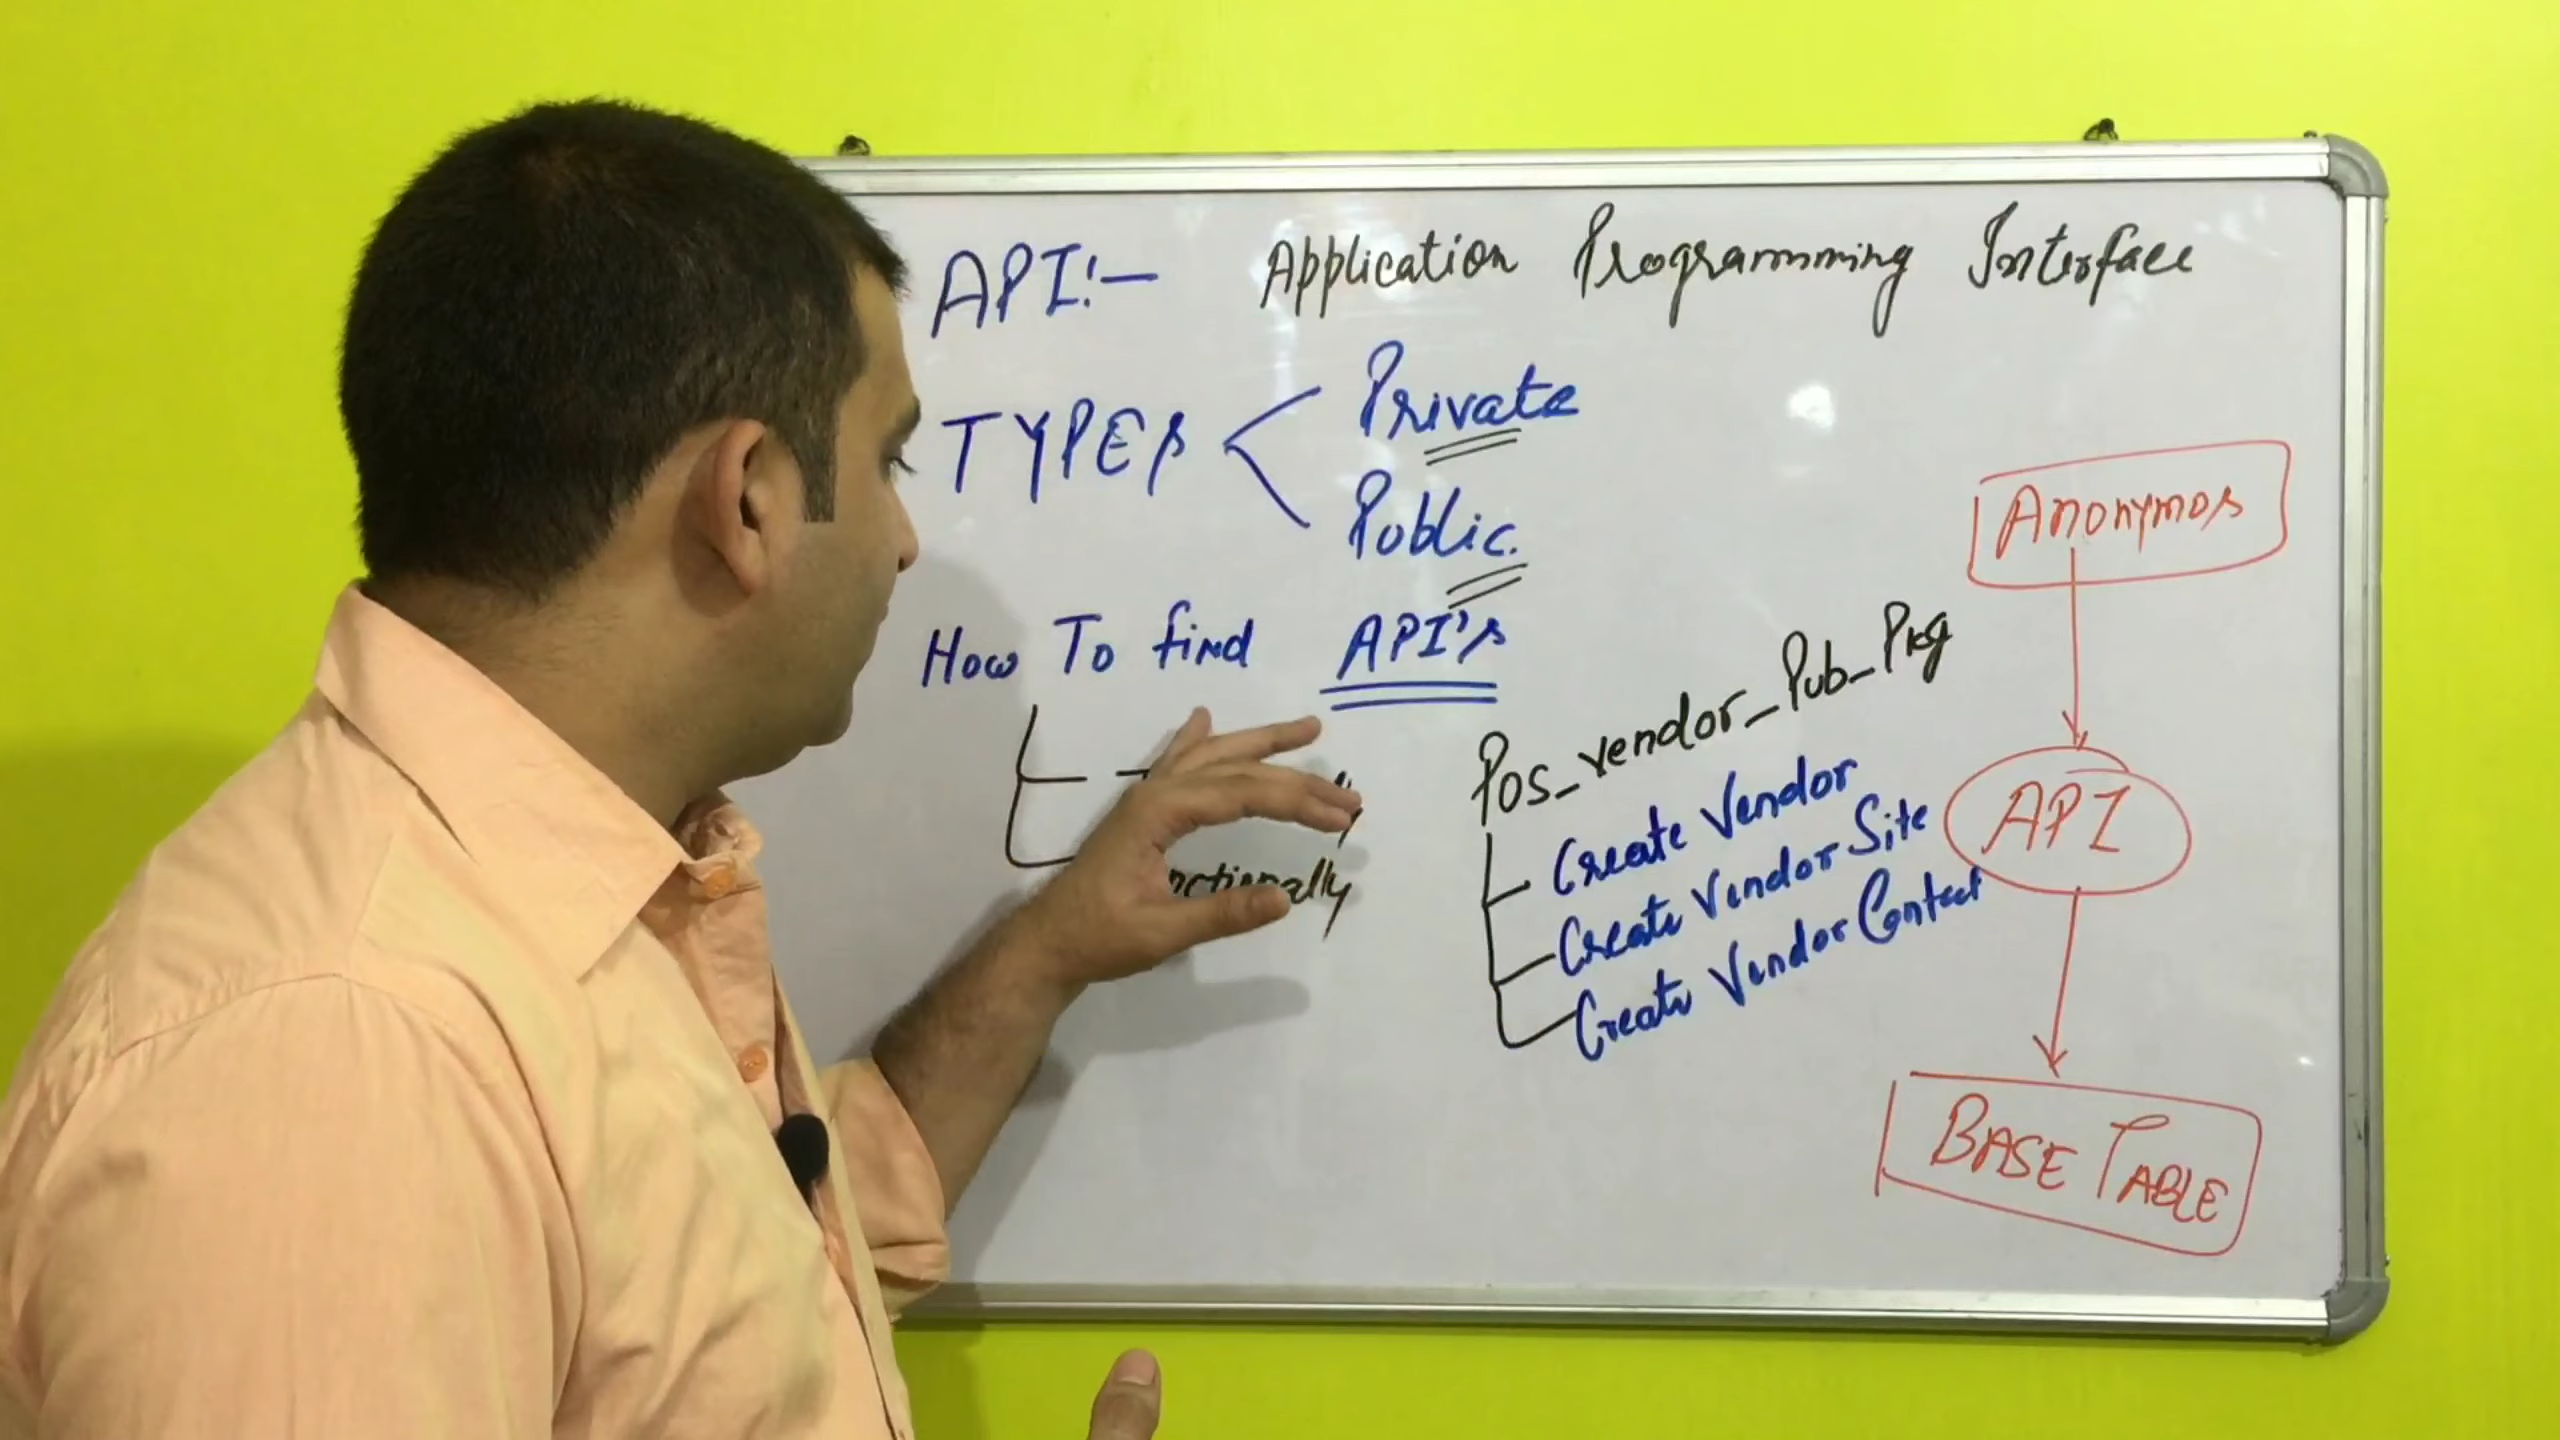 API:- Application Programming Interface
TYPES
Private
Public.
How To find API's
Pos_vendor_Pub_Pkg
Create Vendor
Create Vendor Site
Create Vendor Contact
Anonymos
API
BASE TABLE